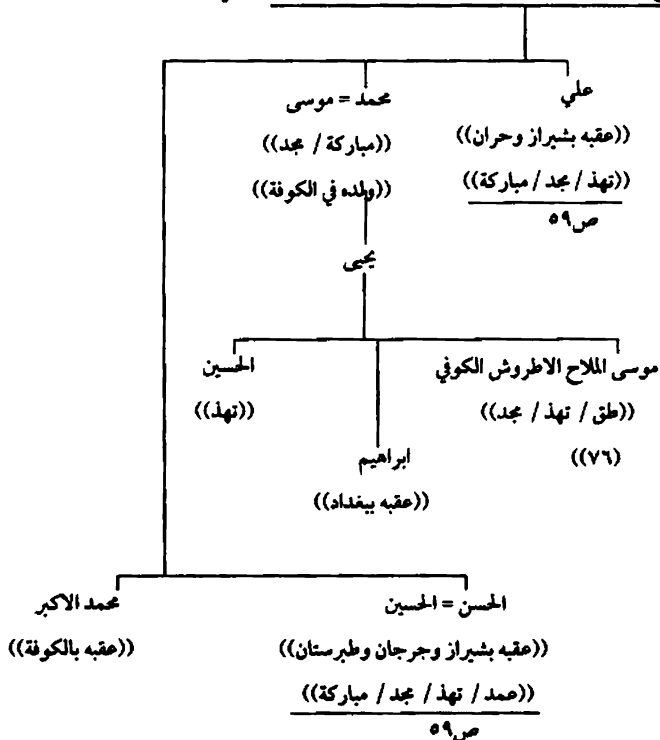 علي
((عقبه بشيراز وحران))
((تهذ / مجد / مباركة))
ص٥٩
محمد = موسى
((مباركة / مجد))
((ولده في الكوفة))
يحيى
موسى الملاح الاطروش الكوفي
((طق / تهذ / مجد))
(٧٦))
ابراهيم
((عقبه ببغداد))
الحسين
((تهذ))
الحسن = الحسين
((عقبه بشيراز وجرجان وطبرستان))
((عمد / تهذ / مجد / مباركة))
ص٥٩
محمد الاكبر
((عقبه بالكوفة))